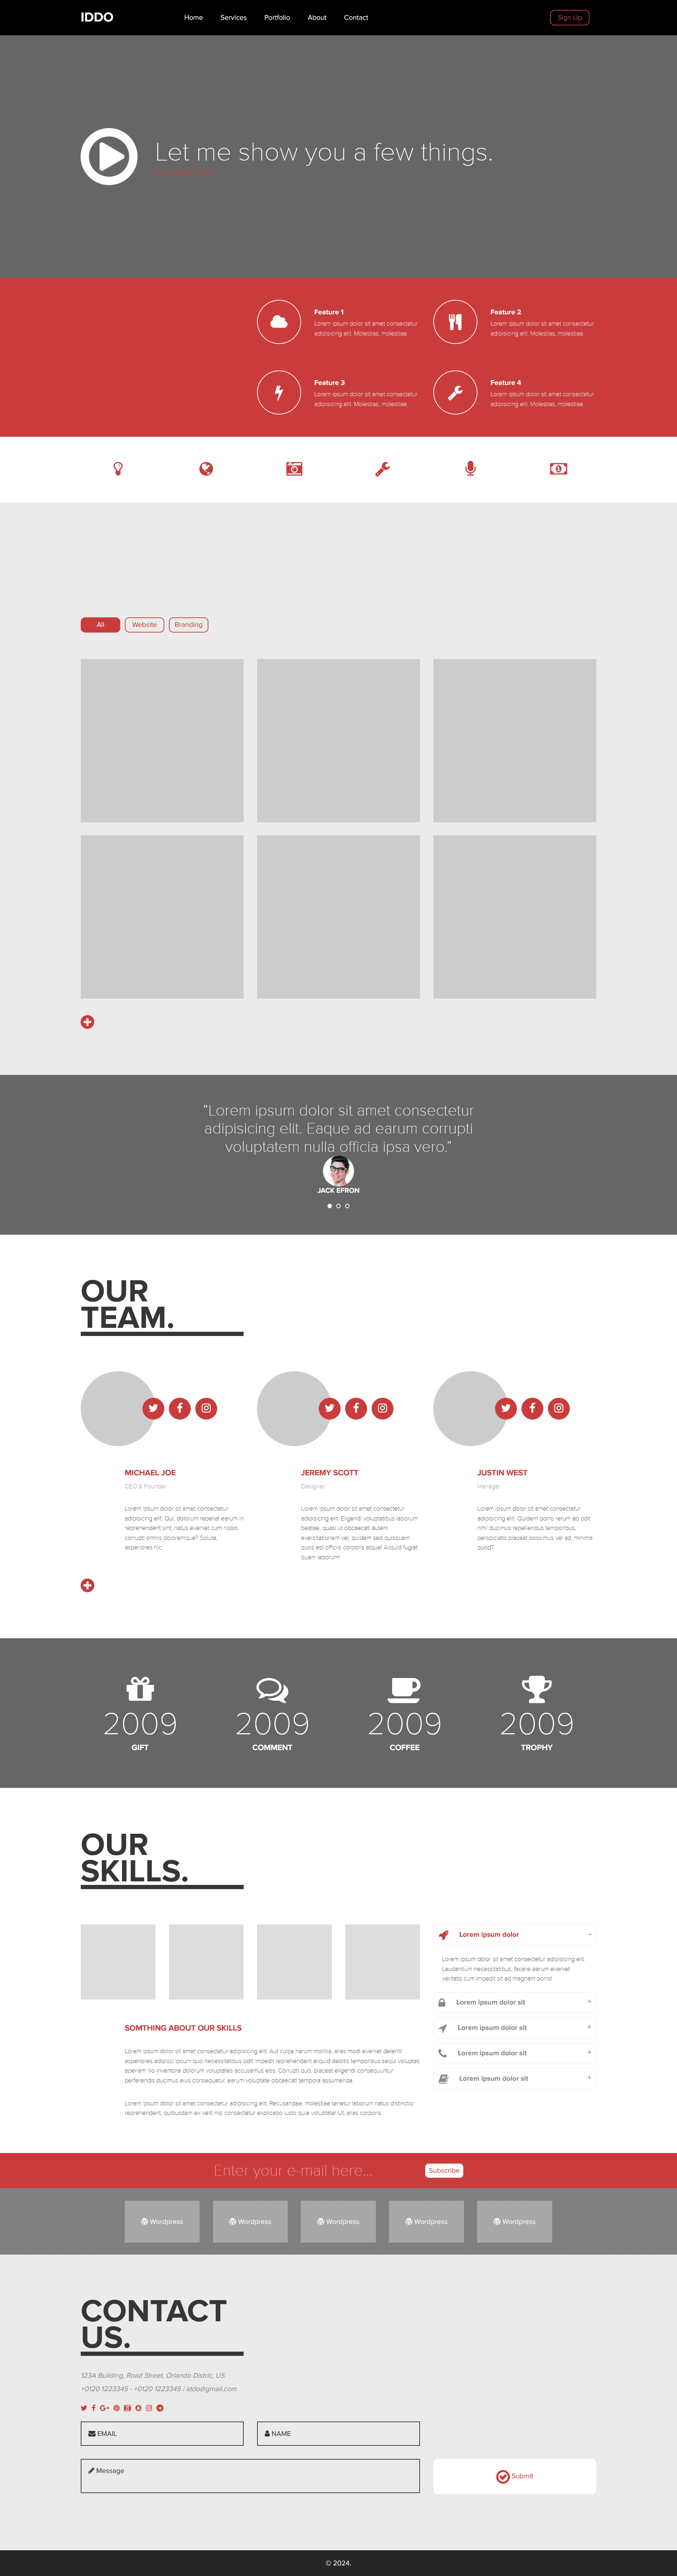 IDDO
Home Services Portfolio About Contact
Sign Up
Let me show you a few things.
Feature 1
Lorem ipsum dolor sit amet consectetur
adipisicing elit. Molestias, molestiae.
Feature 2
Lorem ipsum dolor sit amet consectetur
adipisicing elit. Molestias, molestiae.
Feature 3
Lorem ipsum dolor sit amet consectetur
adipisicing elit. Molestias, molestiae.
Feature 4
Lorem ipsum dolor sit amet consectetur
adipisicing elit. Molestias, molestiae.
All Website Branding
“Lorem ipsum dolor sit amet consectetur
adipisicing elit. Eaque ad earum corrupti
voluptatem nulla officia ipsa vero.”
JACK EFRON
OUR
TEAM.
MICHAEL JOE
CEO & Founder
Lorem ipsum dolor sit amet consectetur
adipisicing elit. Qui, dolorum repellat earum in
reprehenderit sint, natus eveniet cum nobis
corrupti omnis doloremque? Soluta,
asperiores hic.
JEREMY SCOTT
Designer
Lorem ipsum dolor sit amet consectetur
adipisicing elit. Eligendi voluptatibus laborum
beatae, quasi ut obcaecati autem
exercitationem vel, quidem sed quisquam
quos est officiis corporis atque! Aliquid fugiat
quam laborum!
JUSTIN WEST
Manager
Lorem ipsum dolor sit amet consectetur
adipisicing elit. Quidem porro rerum ab odit
nihil ducimus repellendus temporibus,
perspiciatis placeat possimus vel ad, minima
quod?
2009 2009 2009 2009
GIFT COMMENT COFFEE TROPHY
OUR
SKILLS.
SOMTHING ABOUT OUR SKILLS
Lorem ipsum dolor sit amet consectetur adipisicing elit. Aut culpa harum mollitia, alias modi eveniet deleniti
asperiores adipisci ipsum quo necessitatibus odit impedit reprehenderit aliquid debitis temporibus sequi voluptas
aperiam illo inventore dolorum voluptates accusamus eos. Corrupti quo, placeat eligendi consequuntur
perferendis ducimus eius consequatur, earum voluptate obcaecati tempora assumenda.
Lorem ipsum dolor sit amet consectetur adipisicing elit. Recusandae, molestiae tenetur laborum natus distinctio
reprehenderit, quibusdam ex velit nisi consectetur explicabo iusto quia voluptate! Ut, alias corporis.
Lorem ipsum dolor -
Lorem ipsum dolor sit amet consectetur adipisicing elit.
Laudantium necessitatibus, facere earum eveniet
veritatis cum impedit sit ad magnam porro!
Lorem ipsum dolor sit +
Lorem ipsum dolor sit +
Lorem ipsum dolor sit +
Lorem ipsum dolor sit +
Enter your e-mail here... Subscribe
Wordpress Wordpress Wordpress Wordpress Wordpress
CONTACT
US.
123A Building, Road Street, Orlando Distric, US
+0120 1223345 - +0120 1223345 | iddo@gmail.com
EMAIL NAME
Message
Submit
© 2024.